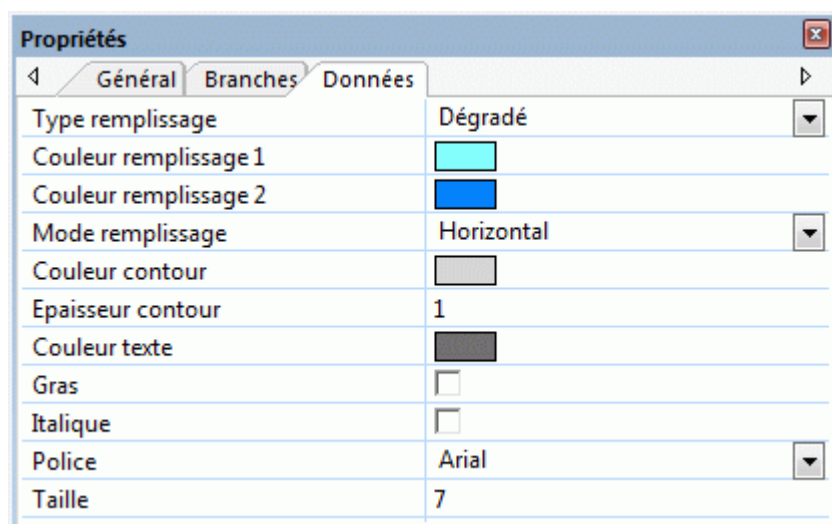 Propriétés
Général Branches Données
Type remplissage Dégradé
Couleur remplissage 1
Couleur remplissage 2
Mode remplissage Horizontal
Couleur contour
Epaisseur contour 1
Couleur texte
Gras
Italique
Police Arial
Taille 7